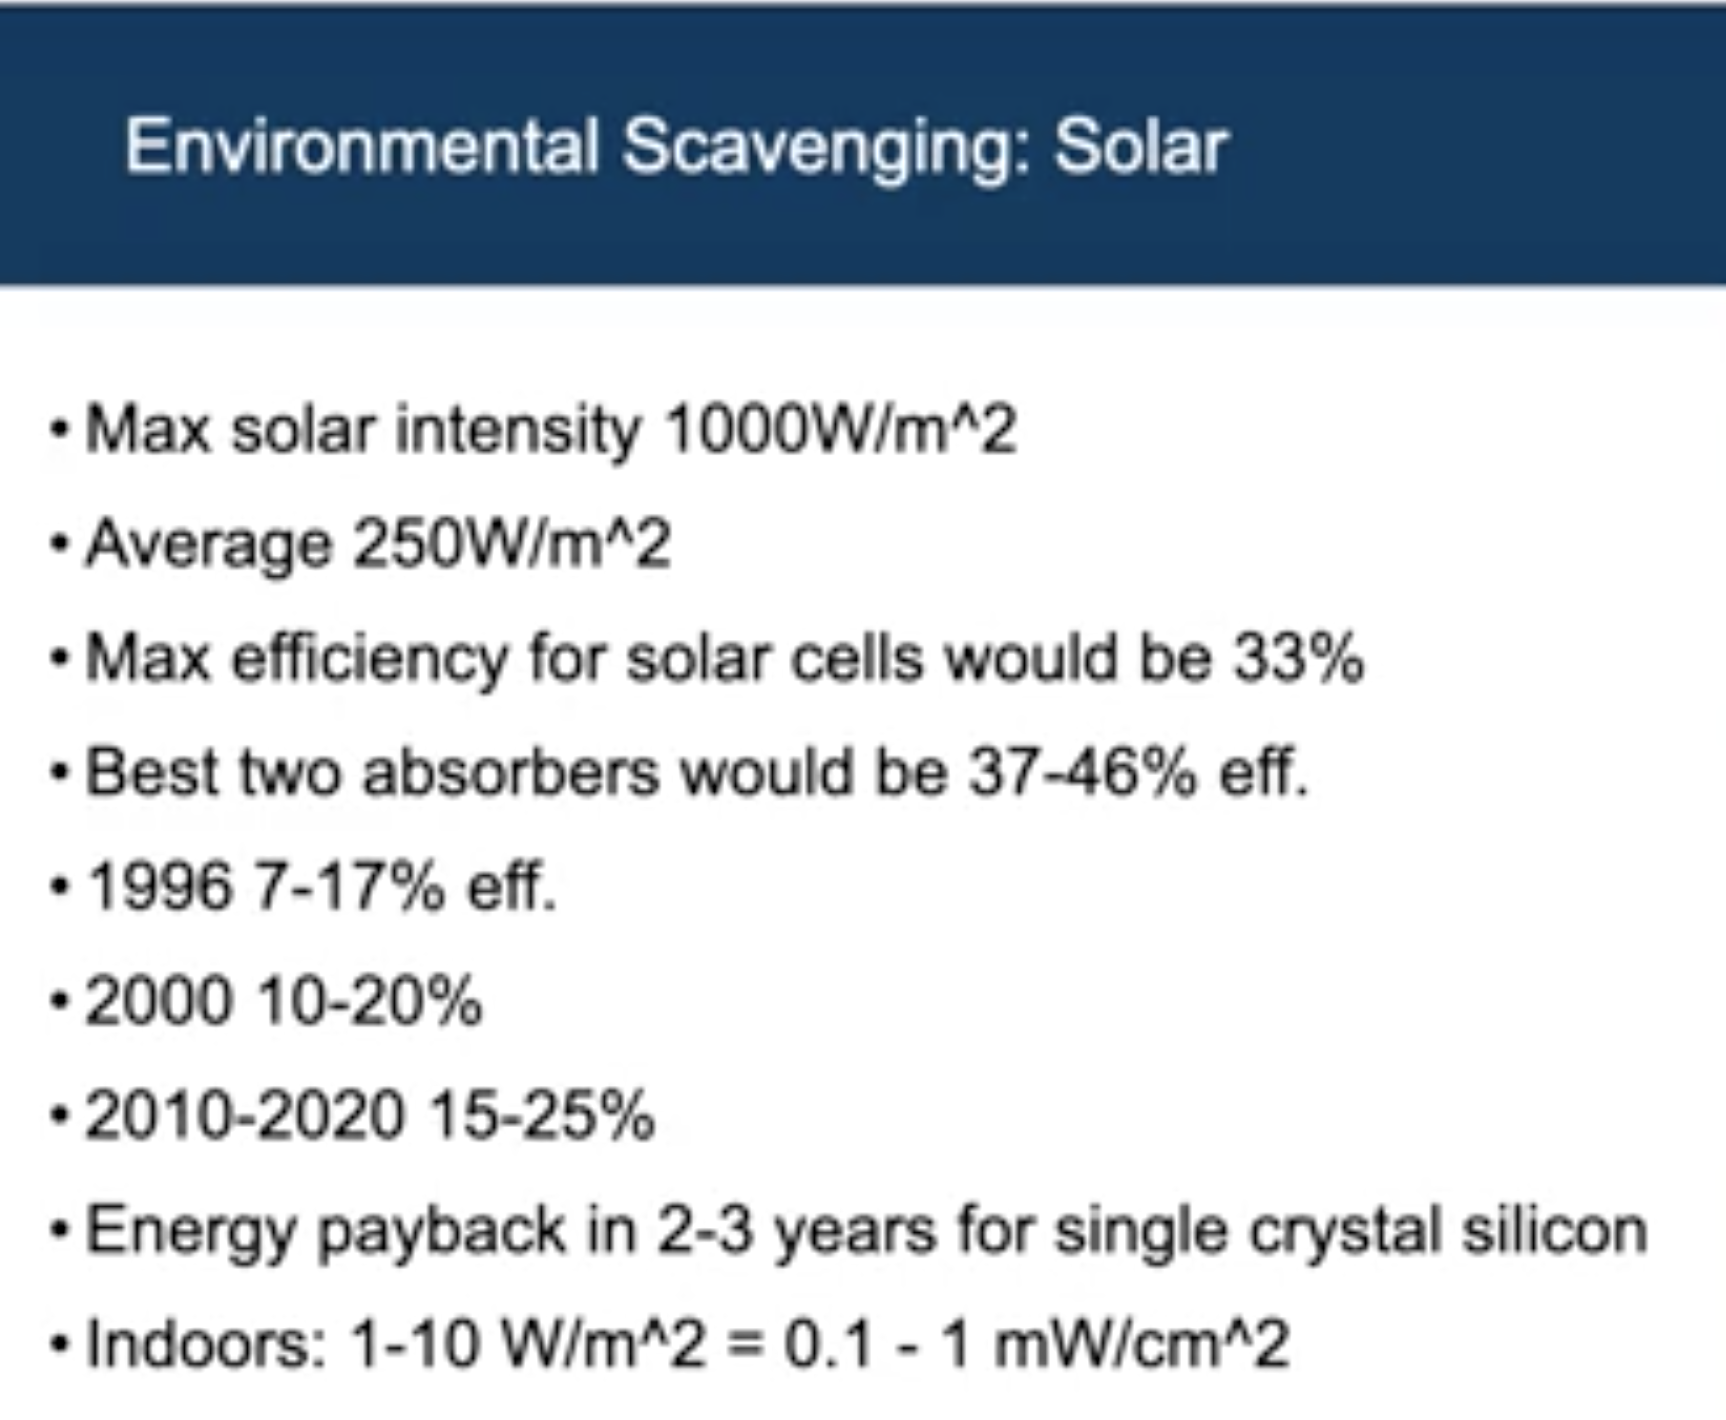 Environmental Scavenging: Solar
• Max solar intensity 1000W/m^2
• Average 250W/m^2
• Max efficiency for solar cells would be 33%
• Best two absorbers would be 37-46% eff.
• 1996 7-17% eff.
• 2000 10-20%
• 2010-2020 15-25%
• Energy payback in 2-3 years for single crystal silicon
• Indoors: 1-10 W/m^2 = 0.1 - 1 mW/cm^2